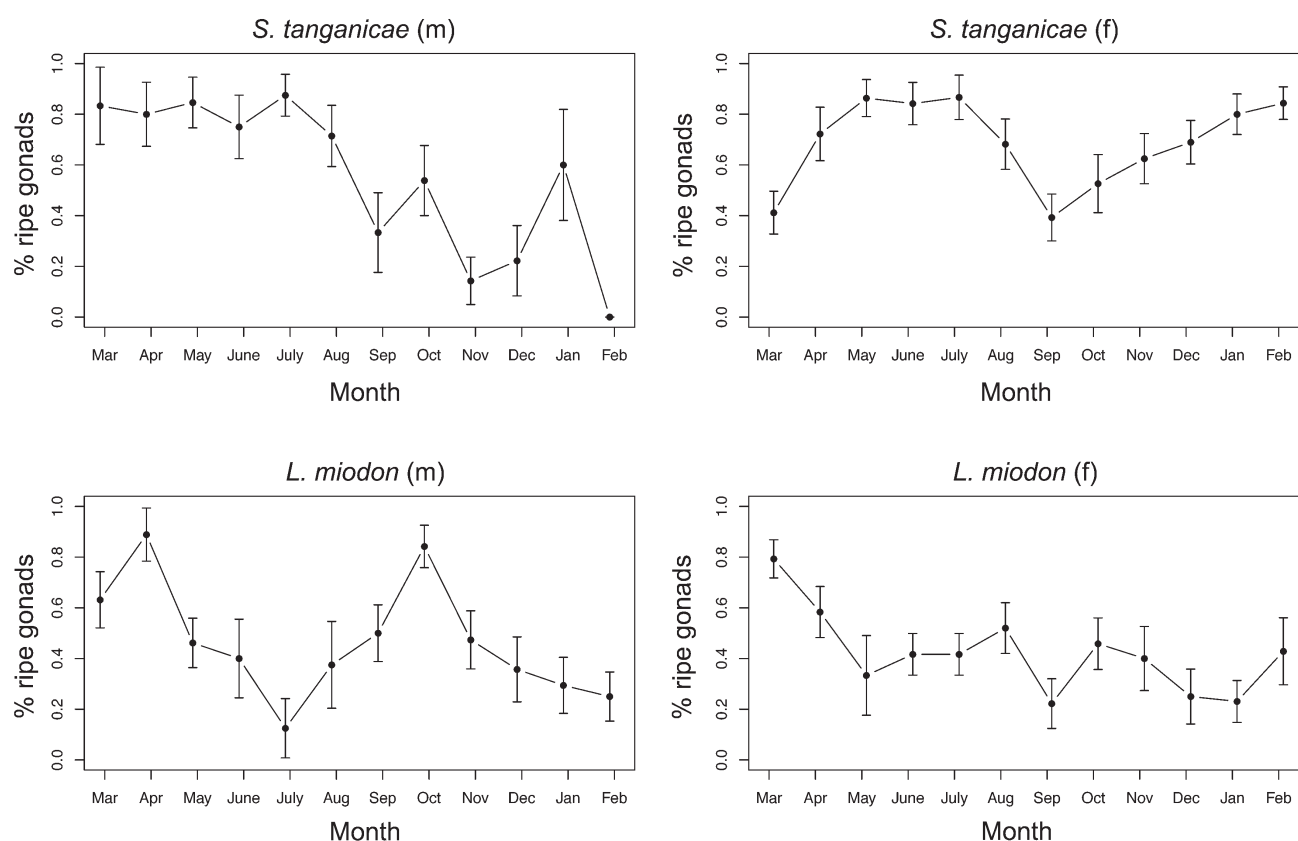 S. tanganicae (m)
% ripe gonads
1.0
0.8
0.6
0.4
0.2
0.0
Mar Apr May June July Aug Sep Oct Nov Dec Jan Feb
Month
S. tanganicae (f)
% ripe gonads
1.0
0.8
0.6
0.4
0.2
0.0
Mar Apr May June July Aug Sep Oct Nov Dec Jan Feb
Month
L. miodon (m)
% ripe gonads
1.0
0.8
0.6
0.4
0.2
0.0
Mar Apr May June July Aug Sep Oct Nov Dec Jan Feb
Month
L. miodon (f)
% ripe gonads
1.0
0.8
0.6
0.4
0.2
0.0
Mar Apr May June July Aug Sep Oct Nov Dec Jan Feb
Month